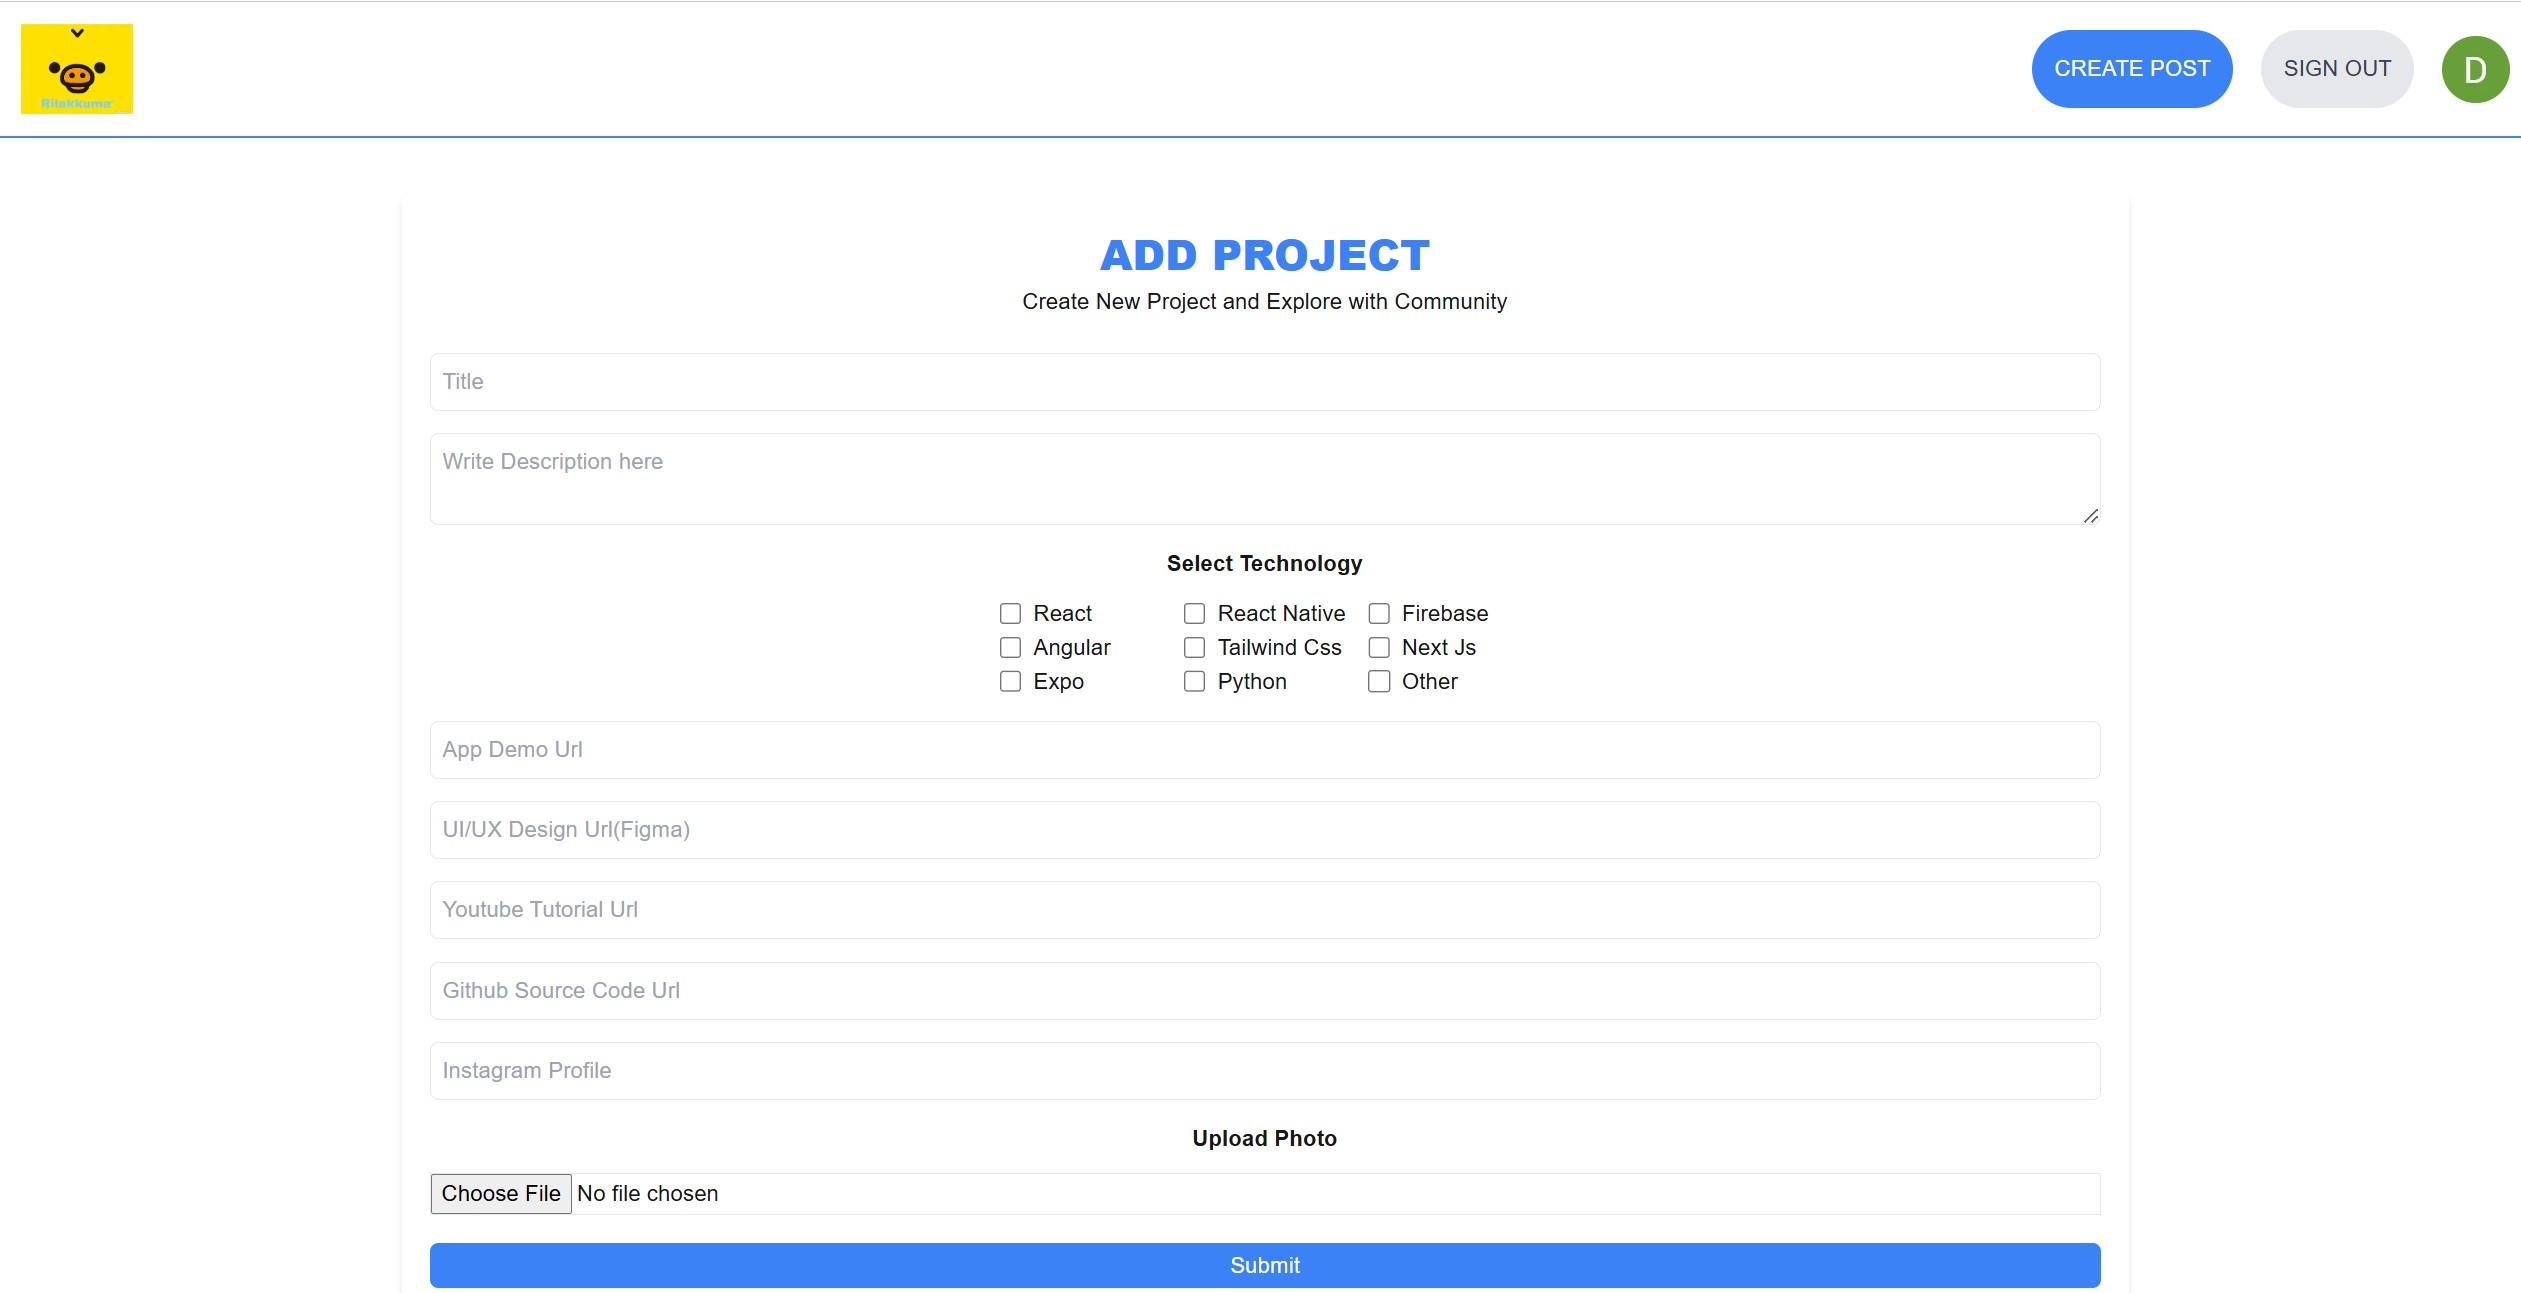 Rilakkuma
CREATE POST
SIGN OUT
D
ADD PROJECT
Create New Project and Explore with Community
Title
Write Description here
Select Technology
React
React Native
Firebase
Angular
Tailwind Css
Next Js
Expo
Python
Other
App Demo Url
UI/UX Design Url(Figma)
Youtube Tutorial Url
Github Source Code Url
Instagram Profile
Upload Photo
Choose File No file chosen
Submit